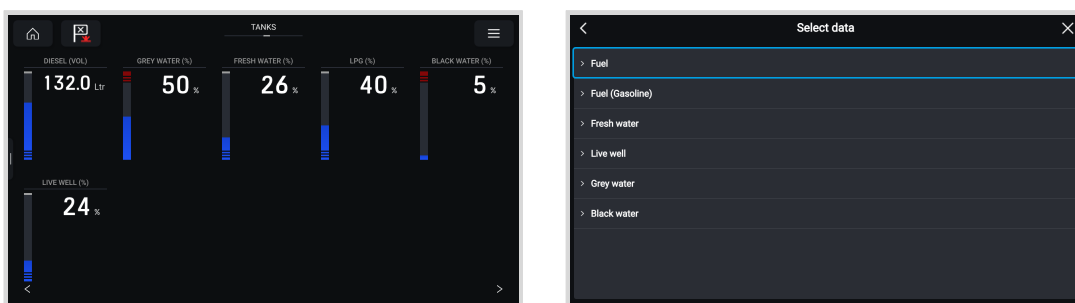 TANKS
DIESEL (VOL)
132.0 Ltr
GREY WATER (%)
50 %
FRESH WATER (%)
26 %
LPG (%)
40 %
BLACK WATER (%)
5 %
LIVE WELL (%)
24 %
Select data
Fuel
Fuel (Gasoline)
Fresh water
Live well
Grey water
Black water